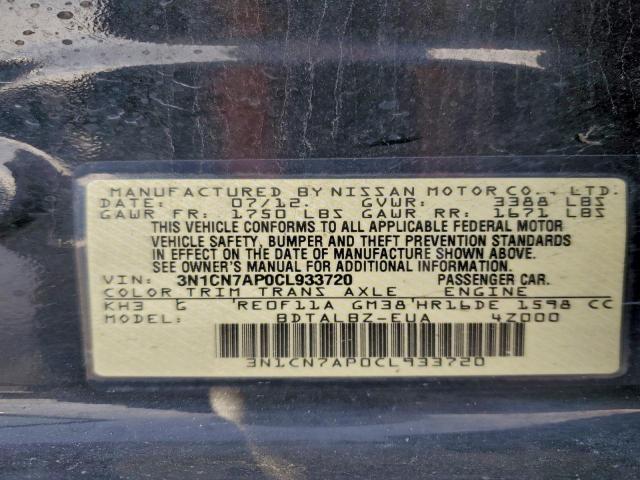 MANUFACTURED BY NISSAN MOTOR CO., LTD.
DATE: 07/12. GVWR: 3388 LBS
GAWR FR: 1750 LBS GAWR RR: 1671 LBS
THIS VEHICLE CONFORMS TO ALL APPLICABLE FEDERAL MOTOR
VEHICLE SAFETY, BUMPER AND THEFT PREVENTION STANDARDS
IN EFFECT ON THE DATE OF MANUFACTURE SHOWN ABOVE.
SEE OWNER'S MANUAL FOR ADDITIONAL INFORMATION.
VIN: 3N1CN7AP0CL933720 PASSENGER CAR.
COLOR TRIM TRANS AXLE ENGINE
KH3 G RE0F11A GM38 HR16DE 1598 CC
MODEL: BDTALBZ-EUA 4Z000
3N1CN7AP0CL933720